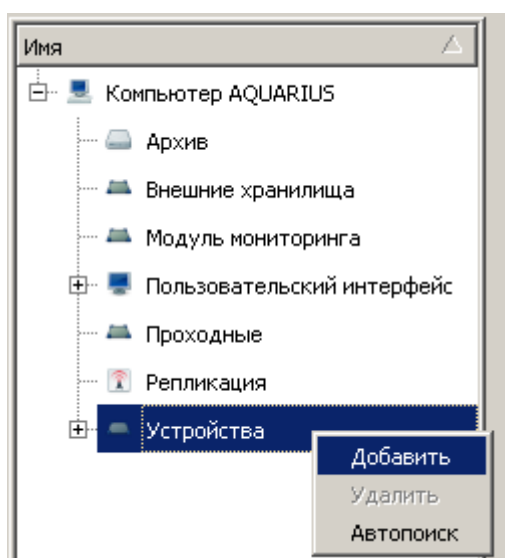 Имя
Компьютер AQUARIUS
Архив
Внешние хранилища
Модуль мониторинга
Пользовательский интерфейс
Проходные
Репликация
Устройства
Добавить
Удалить
Автопоиск